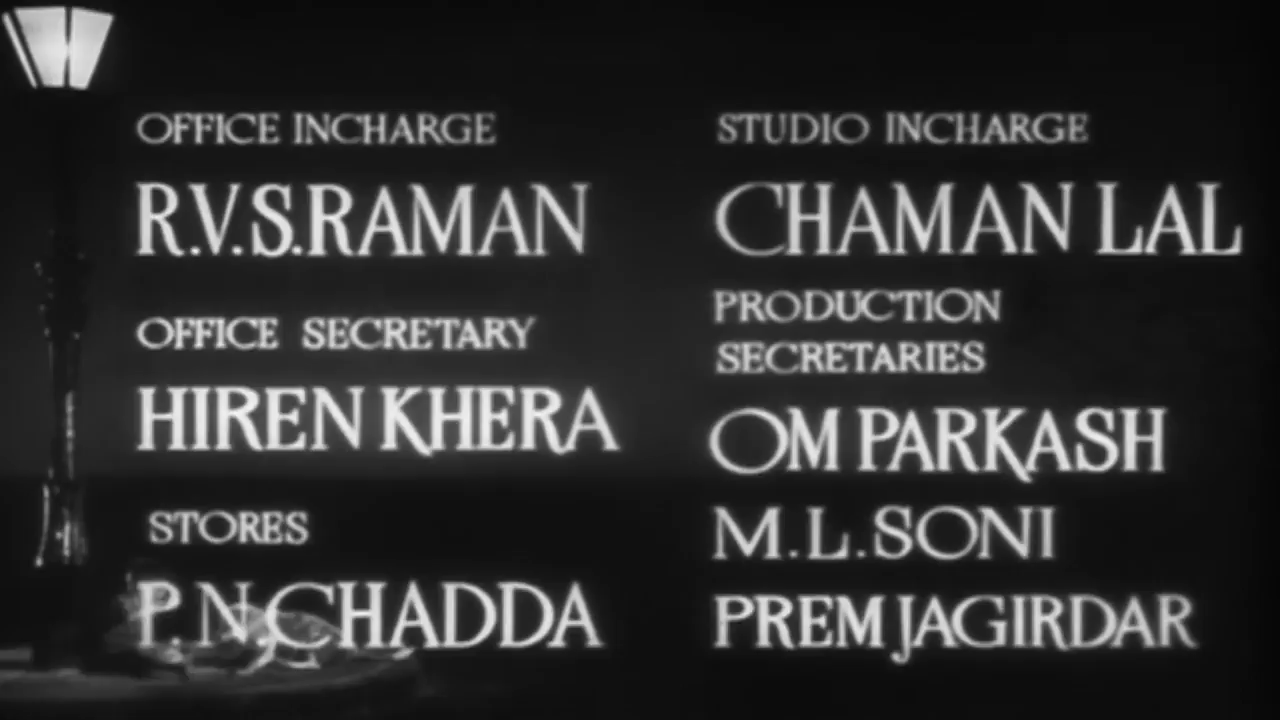 OFFICE INCHARGE
R.V.S.RAMAN
OFFICE SECRETARY
HIREN KHERA
STORES
P.N.CHADDA
STUDIO INCHARGE
CHAMAN LAL
PRODUCTION
SECRETARIES
OM PARKASH
M.L.SONI
PREM JAGIRDAR